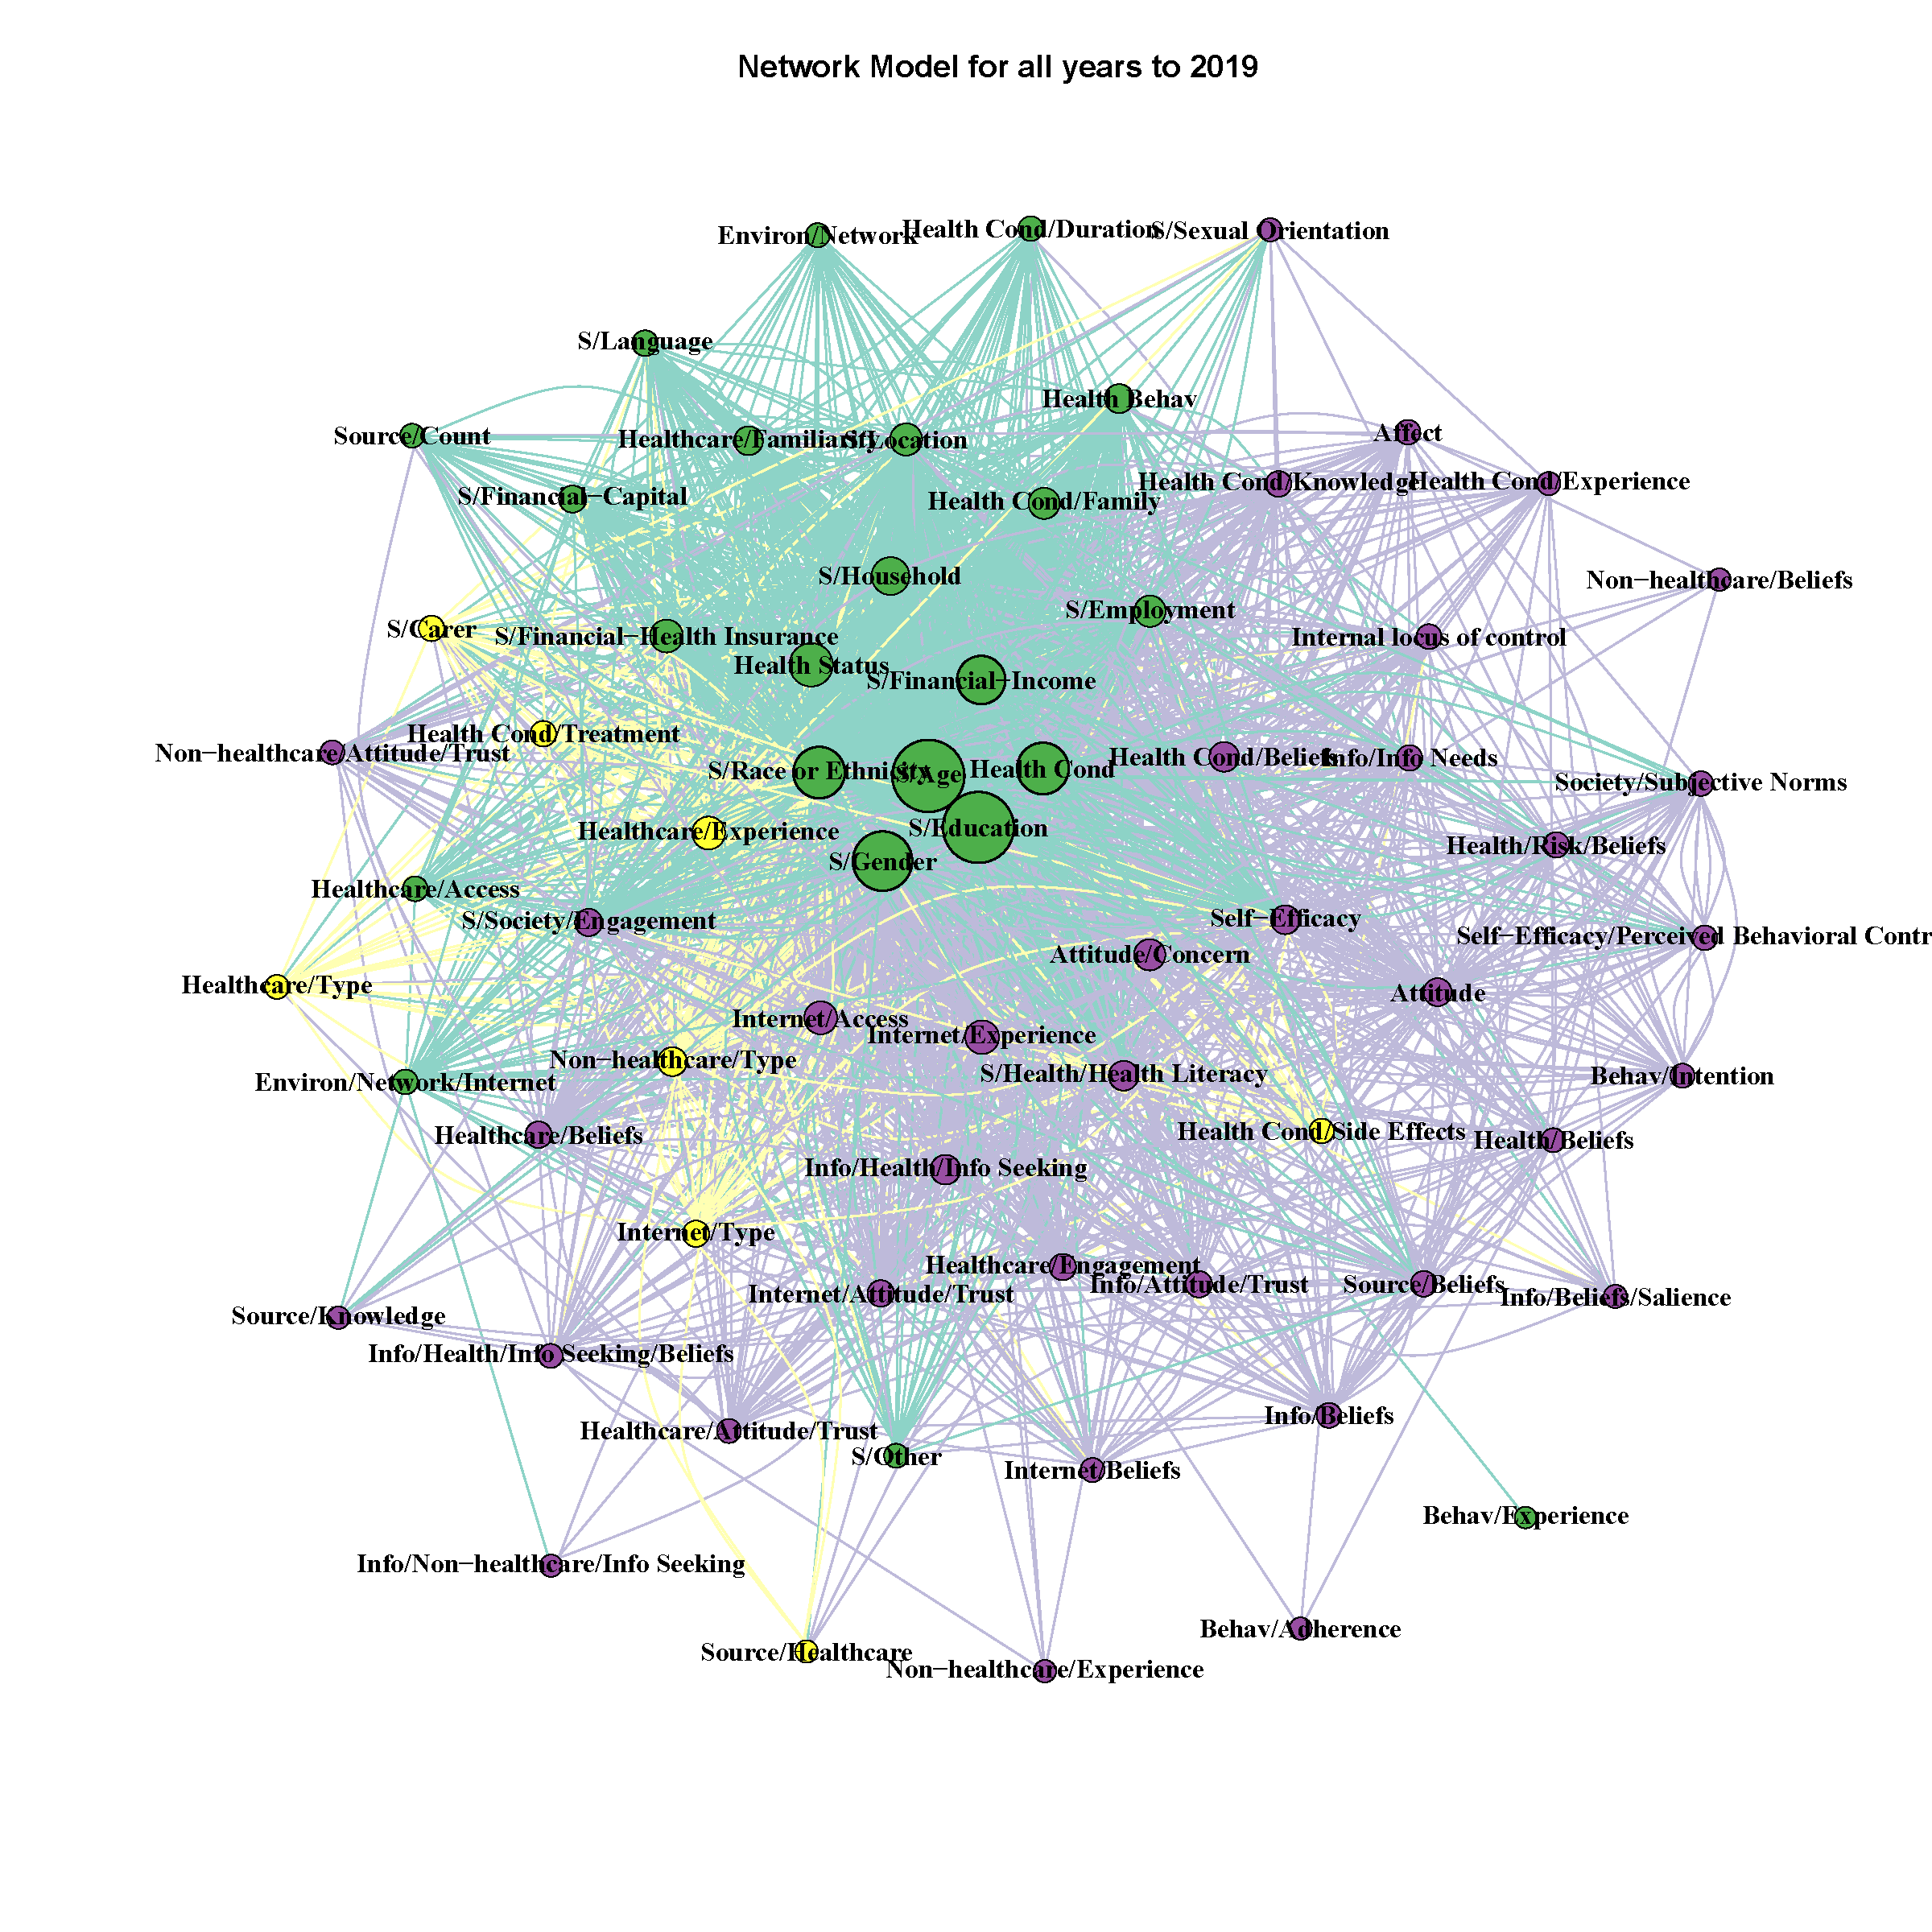 Network Model for all years to 2019
Environ/Network
Health Cond/Duration
S/Sexual Orientation
S/Language
Health Behav
Source/Count
Healthcare/Familiarity
S/Location
Affect
S/Financial−Capital
Health Cond/Family
Health Cond/Knowledge
Health Cond/Experience
S/Household
Non−healthcare/Beliefs
S/Employment
S/Carer
S/Financial−Health Insurance
Internal locus of control
Health Status
S/Financial−Income
Health Cond/Treatment
Non−healthcare/Attitude/Trust
S/Race or Ethnicity
S/Age
Health Cond
Health Cond/Beliefs
Info/Info Needs
Society/Subjective Norms
Healthcare/Experience
S/Education
S/Gender
Health/Risk/Beliefs
Healthcare/Access
S/Society/Engagement
Self−Efficacy
Self−Efficacy/Perceived Behavioral Contr
Attitude/Concern
Healthcare/Type
Attitude
Internet/Access
Internet/Experience
Non−healthcare/Type
S/Health/Health Literacy
Environ/Network/Internet
Behav/Intention
Healthcare/Beliefs
Health Cond/Side Effects
Health/Beliefs
Info/Health/Info Seeking
Internet/Type
Healthcare/Engagement
Internet/Attitude/Trust
Info/Attitude/Trust
Source/Beliefs
Info/Beliefs/Salience
Source/Knowledge
Info/Health/Info Seeking/Beliefs
Healthcare/Attitude/Trust
Info/Beliefs
S/Other
Internet/Beliefs
Behav/Experience
Info/Non−healthcare/Info Seeking
Behav/Adherence
Source/Healthcare
Non−healthcare/Experience